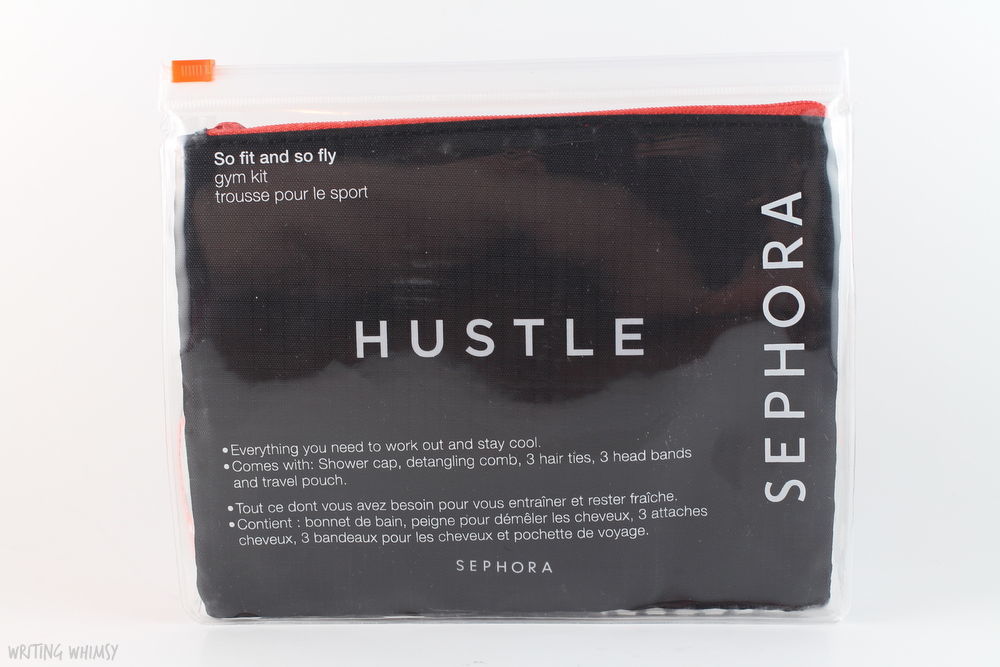 So fit and so fly
gym kit
trousse pour le sport
HUSTLE
SEPHORA
•Everything you need to work out and stay cool.
•Comes with: Shower cap, detangling comb, 3 hair ties, 3 head bands
and travel pouch.
•Tout ce dont vous avez besoin pour vous entraîner et rester fraîche.
•Contient : bonnet de bain, peigne pour démêler les cheveux, 3 attaches
cheveux, 3 bandeaux pour les cheveux et pochette de voyage.
SEPHORA
WRITING WHIMSY